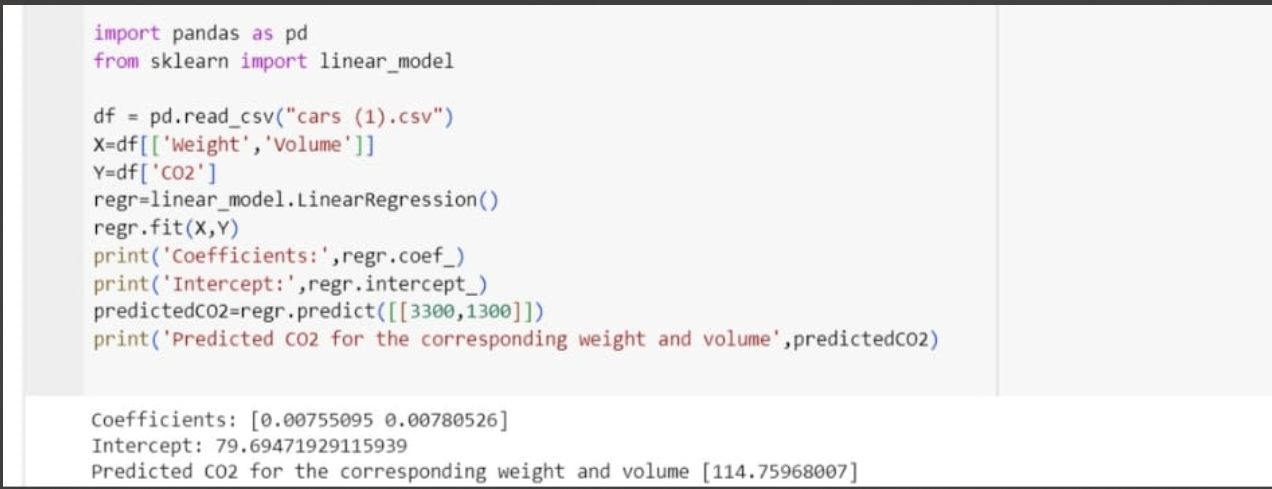 import pandas as pd
from sklearn import linear_model
df = pd.read_csv("cars (1).csv")
X=df[['Weight','Volume']]
Y=df['CO2']
regr=linear_model.LinearRegression()
regr.fit(X,Y)
print('Coefficients:',regr.coef_)
print('Intercept:',regr.intercept_)
predictedCO2=regr.predict([[3300,1300]])
print('Predicted CO2 for the corresponding weight and volume',predictedCO2)
Coefficients: [0.00755095 0.00780526]
Intercept: 79.69471929115939
Predicted CO2 for the corresponding weight and volume [114.75968007]